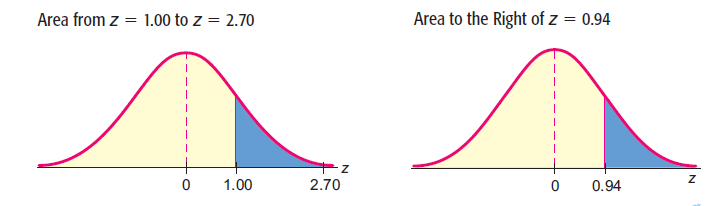 Area from z = 1.00 to z = 2.70
z
0 1.00 2.70
Area to the Right of z = 0.94
z
0 0.94